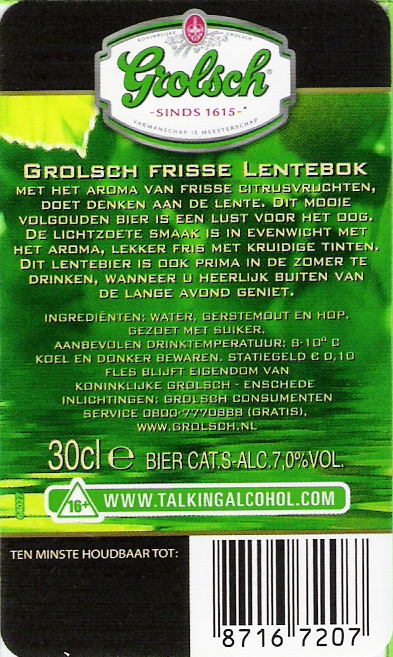 KONINKLIJKE GROLSCH
Grolsch®
-SINDS 1615-
VAKMANSCHAP IS MEESTERSCHAP
GROLSCH FRISSE LENTEBOK
MET HET AROMA VAN FRISSE CITRUSVRUCHTEN,
DOET DENKEN AAN DE LENTE. DIT MOOIE
VOLGOUDEN BIER IS EEN LUST VOOR HET OOG.
DE LICHTZOETE SMAAK IS IN EVENWICHT MET
HET AROMA, LEKKER FRIS MET KRUIDIGE TINTEN.
DIT LENTEBIER IS OOK PRIMA IN DE ZOMER TE
DRINKEN, WANNEER U HEERLIJK BUITEN VAN
DE LANGE AVOND GENIET.
INGREDIËNTEN: WATER, GERSTEMOUT EN HOP.
GEZOET MET SUIKER.
AANBEVOLEN DRINKTEMPERATUUR: 8-10° C
KOEL EN DONKER BEWAREN. STATIEGELD € 0,10
FLES BLIJFT EIGENDOM VAN
KONINKLIJKE GROLSCH - ENSCHEDE
INLICHTINGEN: GROLSCH CONSUMENTEN
SERVICE 0800-7770888 (GRATIS),
WWW.GROLSCH.NL
30cl e BIER CAT.S-ALC.7,0%VOL.
16+ WWW.TALKINGALCOHOL.COM
TEN MINSTE HOUDBAAR TOT:
8716 7207